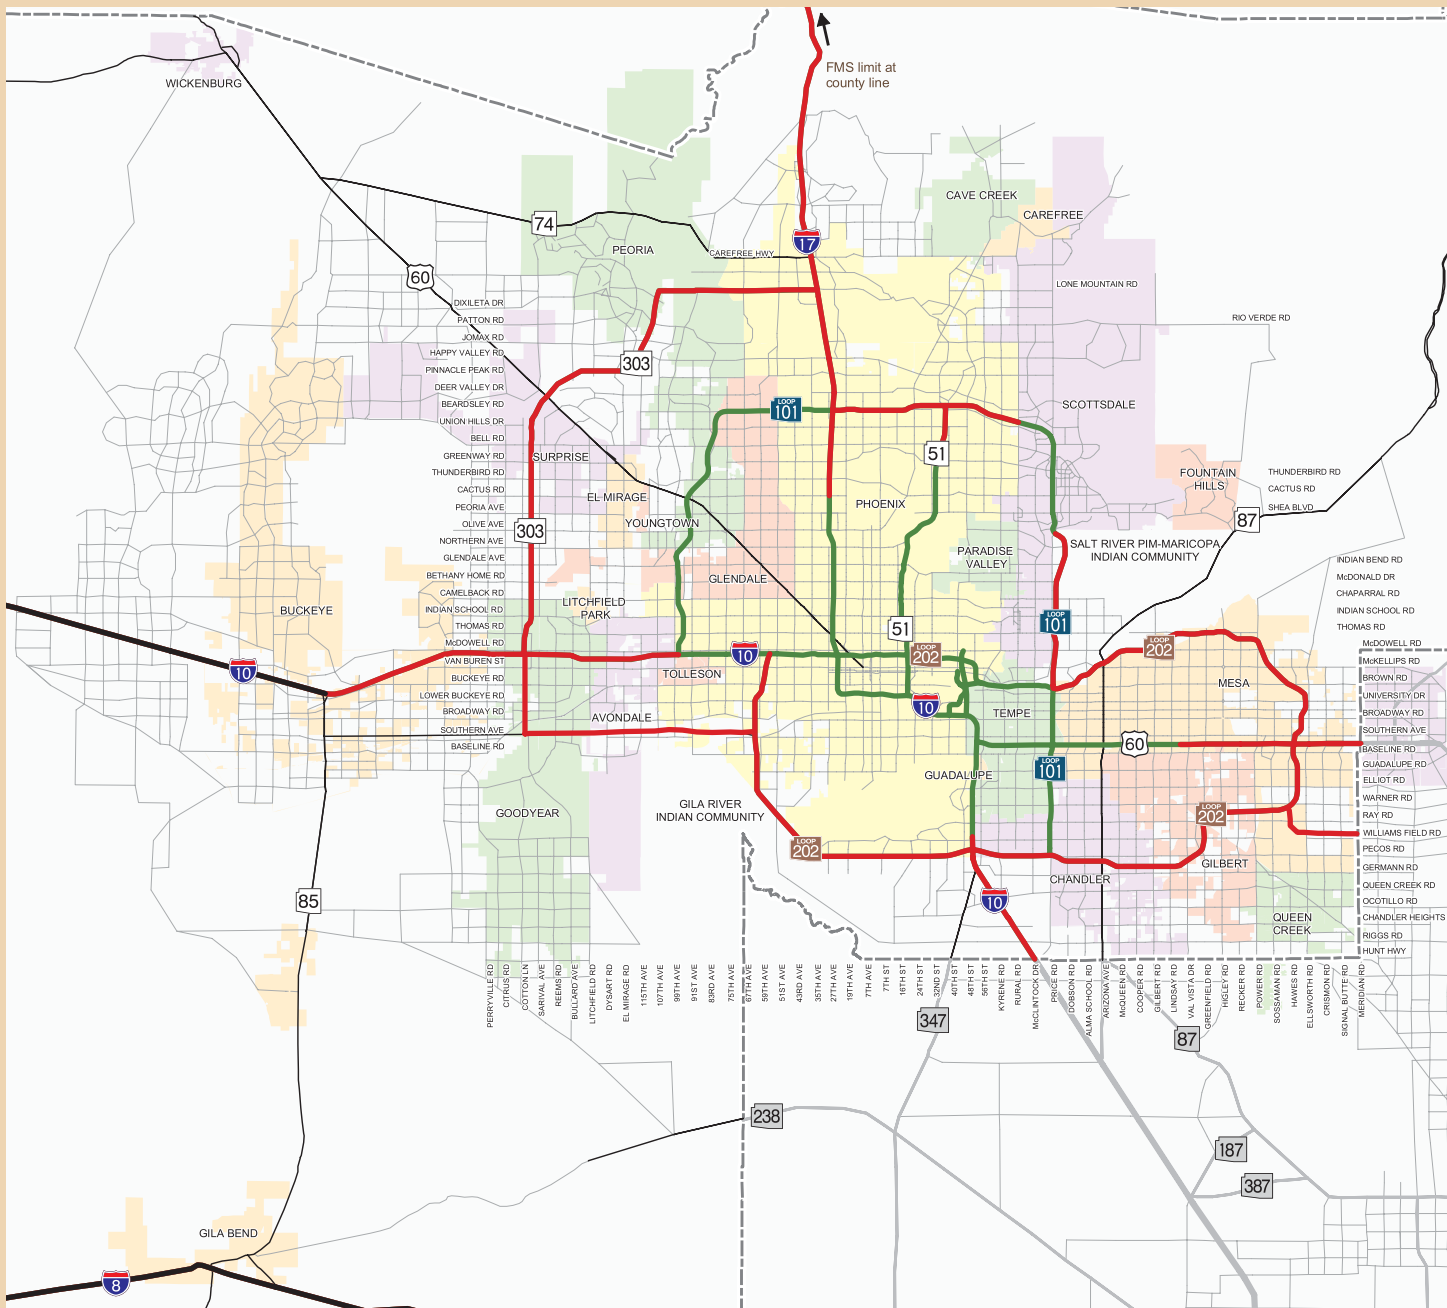 FMS limit at
county line
WICKENBURG
CAVE CREEK
CAREFREE
74
17
PEORIA
CAREFREE HWY
60
LONE MOUNTAIN RD
DIXILETA DR
PATTON RD
JOMAX RD
HAPPY VALLEY RD
PINNACLE PEAK RD
DEER VALLEY DR
BEARDSLEY RD
UNION HILLS DR
BELL RD
GREENWAY RD
THUNDERBIRD RD
CACTUS RD
PEORIA AVE
OLIVE AVE
NORTHERN AVE
GLENDALE AVE
BETHANY HOME RD
CAMELBACK RD
INDIAN SCHOOL RD
THOMAS RD
McDOWELL RD
VAN BUREN ST
BUCKEYE RD
LOWER BUCKEYE RD
BROADWAY RD
SOUTHERN AVE
BASELINE RD
RIO VERDE RD
303
LOOP
101
SCOTTSDALE
51
SURPRISE
FOUNTAIN
HILLS
THUNDERBIRD RD
CACTUS RD
SHEA BLVD
EL MIRAGE
PHOENIX
YOUNGTOWN
87
303
SALT RIVER PIM-MARICOPA
INDIAN COMMUNITY
PARADISE
VALLEY
GLENDALE
LITCHFIELD
PARK
BUCKEYE
LOOP
101
51
LOOP
202
LOOP
202
10
10
TOLLESON
MESA
10
TEMPE
AVONDALE
60
GUADALUPE
LOOP
101
GOODYEAR
GILA RIVER
INDIAN COMMUNITY
LOOP
202
LOOP
202
GILBERT
CHANDLER
85
10
QUEEN
CREEK
INDIAN BEND RD
McDONALD DR
CHAPARRAL RD
INDIAN SCHOOL RD
THOMAS RD
McDOWELL RD
McKELLIPS RD
BROWN RD
UNIVERSITY DR
BROADWAY RD
SOUTHERN AVE
BASELINE RD
GUADALUPE RD
ELLIOT RD
WARNER RD
RAY RD
WILLIAMS FIELD RD
PECOS RD
GERMANN RD
QUEEN CREEK RD
OCOTILLO RD
CHANDLER HEIGHTS
RIGGS RD
HUNT HWY
PERRYVILLE RD
CITRUS RD
COTTON LN
SARIVAL AVE
REEMS RD
BULLARD AVE
LITCHFIELD RD
DYSART RD
EL MIRAGE RD
115TH AVE
107TH AVE
99TH AVE
91ST AVE
83RD AVE
75TH AVE
67TH AVE
59TH AVE
51ST AVE
43RD AVE
35TH AVE
27TH AVE
19TH AVE
7TH AVE
7TH ST
16TH ST
24TH ST
32ND ST
40TH ST
48TH ST
56TH ST
KYRENE RD
RURAL RD
McCLINTOCK DR
PRICE RD
DOBSON RD
ALMA SCHOOL RD
ARIZONA AVE
McQUEEN RD
COOPER RD
GILBERT RD
LINDSAY RD
VAL VISTA DR
GREENFIELD RD
HIGLEY RD
RECKER RD
POWER RD
SOSSAMAN RD
HAWES RD
ELLSWORTH RD
CRISMON RD
SIGNAL BUTTE RD
MERIDIAN RD
347
87
238
187
387
GILA BEND
8